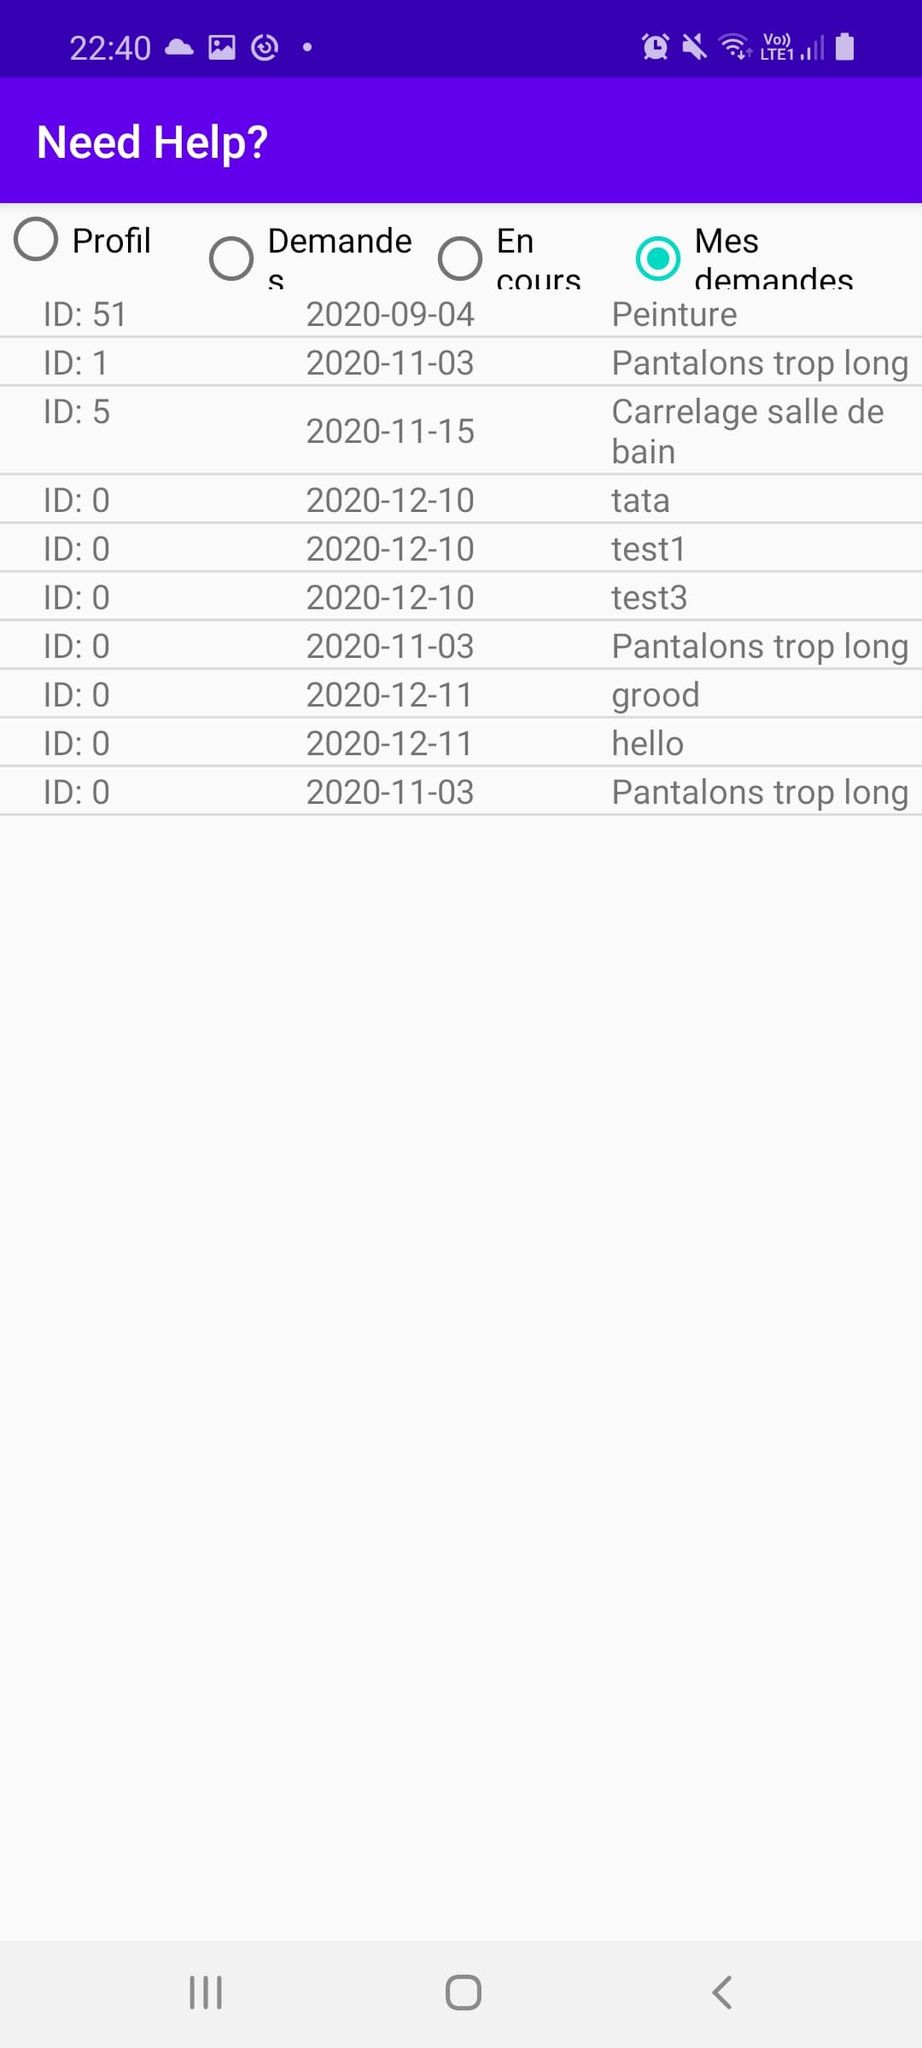 22:40
Vo))
LTE1
Need Help?
Profil
Demande
s
En
cours
Mes
demandes
ID: 51 2020-09-04 Peinture
ID: 1 2020-11-03 Pantalons trop long
ID: 5 2020-11-15 Carrelage salle de
bain
ID: 0 2020-12-10 tata
ID: 0 2020-12-10 test1
ID: 0 2020-12-10 test3
ID: 0 2020-11-03 Pantalons trop long
ID: 0 2020-12-11 grood
ID: 0 2020-12-11 hello
ID: 0 2020-11-03 Pantalons trop long